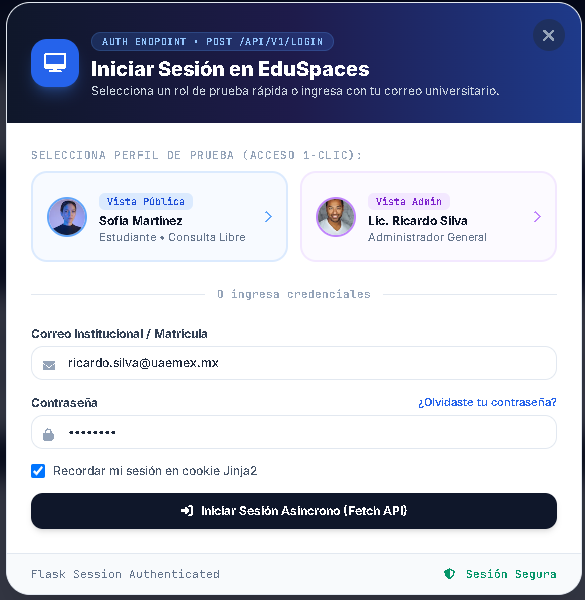 AUTH ENDPOINT • POST /API/V1/LOGIN
Iniciar Sesión en EduSpaces
Selecciona un rol de prueba rápida o ingresa con tu correo universitario.
SELECCIONA PERFIL DE PRUEBA (ACCESO 1-CLIC):
Vista Pública
Sofía Martínez
Estudiante • Consulta Libre
Vista Admin
Lic. Ricardo Silva
Administrador General
O ingresa credenciales
Correo Institucional / Matrícula
ricardo.silva@uaemex.mx
Contraseña
¿Olvidaste tu contraseña?
••••••••
Recordar mi sesión en cookie Jinja2
Iniciar Sesión Asíncrono (Fetch API)
Flask Session Authenticated
Sesión Segura